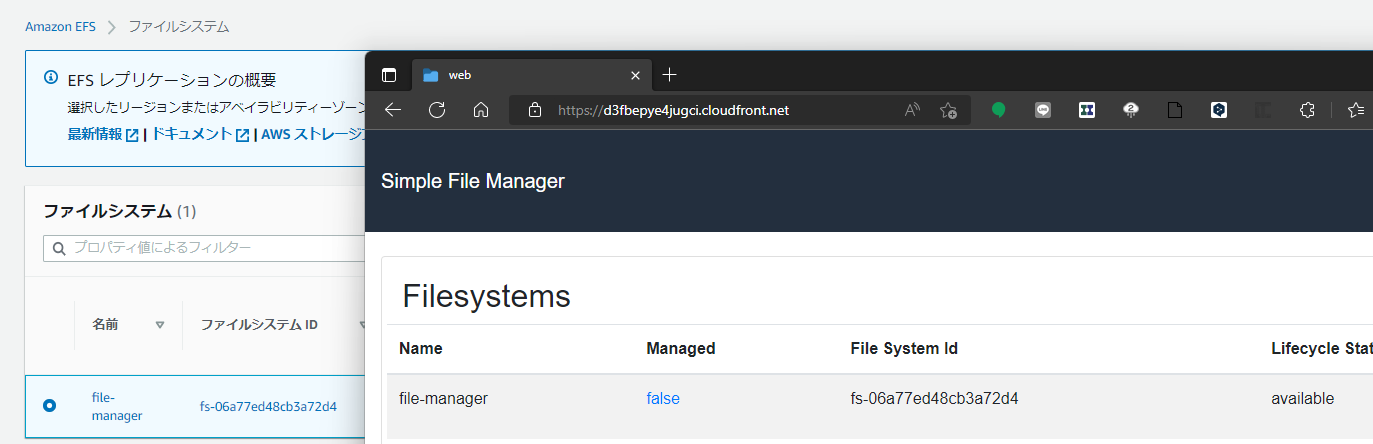 Amazon EFS
ファイルシステム
EFS レプリケーションの概要
選択したリージョンまたはアベイラビリティーゾーン
最新情報 | ドキュメント | AWS ストレージ
ファイルシステム (1)
プロパティ値によるフィルター
名前
ファイルシステム ID
file-
manager
fs-06a77ed48cb3a72d4
web
https://d3fbepye4jugci.cloudfront.net
Simple File Manager
Filesystems
Name Managed File System Id Lifecycle Stat
file-manager false fs-06a77ed48cb3a72d4 available